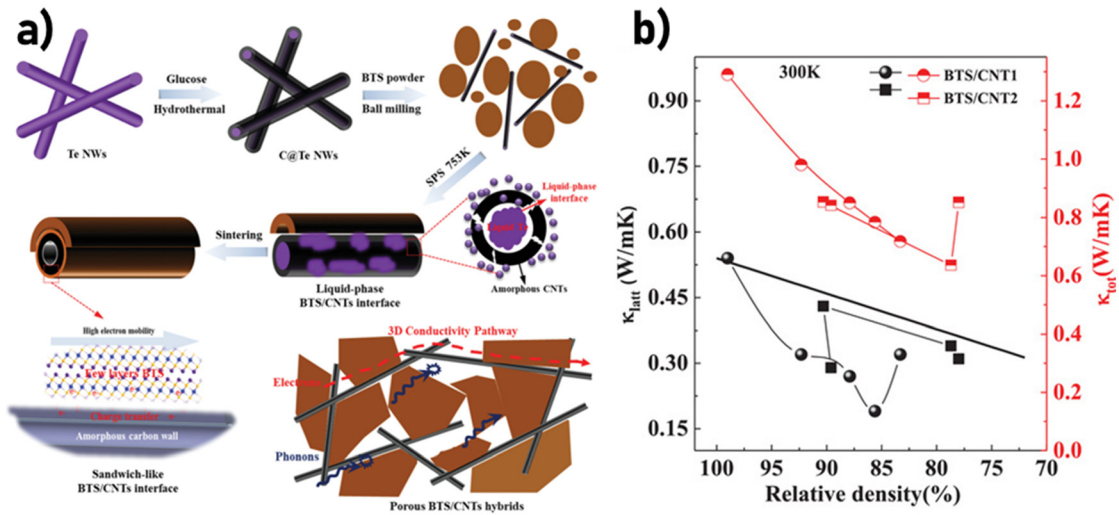 a)
Glucose
Hydrothermal
BTS powder
Ball milling
Te NWs
C@Te NWs
SPS 753K
Liquid-phase
interface
Liquid Te
Sintering
Amorphous CNTs
Liquid-phase
BTS/CNTs interface
High electron mobility
Few layers BTS
Charge transfer
Amorphous carbon wall
Sandwich-like
BTS/CNTs interface
3D Conductivity Pathway
Electrons
Phonons
Porous BTS/CNTs hybrids
b)
300K
BTS/CNT1
BTS/CNT2
κlatt (W/mK)
0.90
0.75
0.60
0.45
0.30
0.15
κtot (W/mK)
1.2
1.0
0.8
0.6
0.4
0.2
0.0
100 95 90 85 80 75 70
Relative density(%)